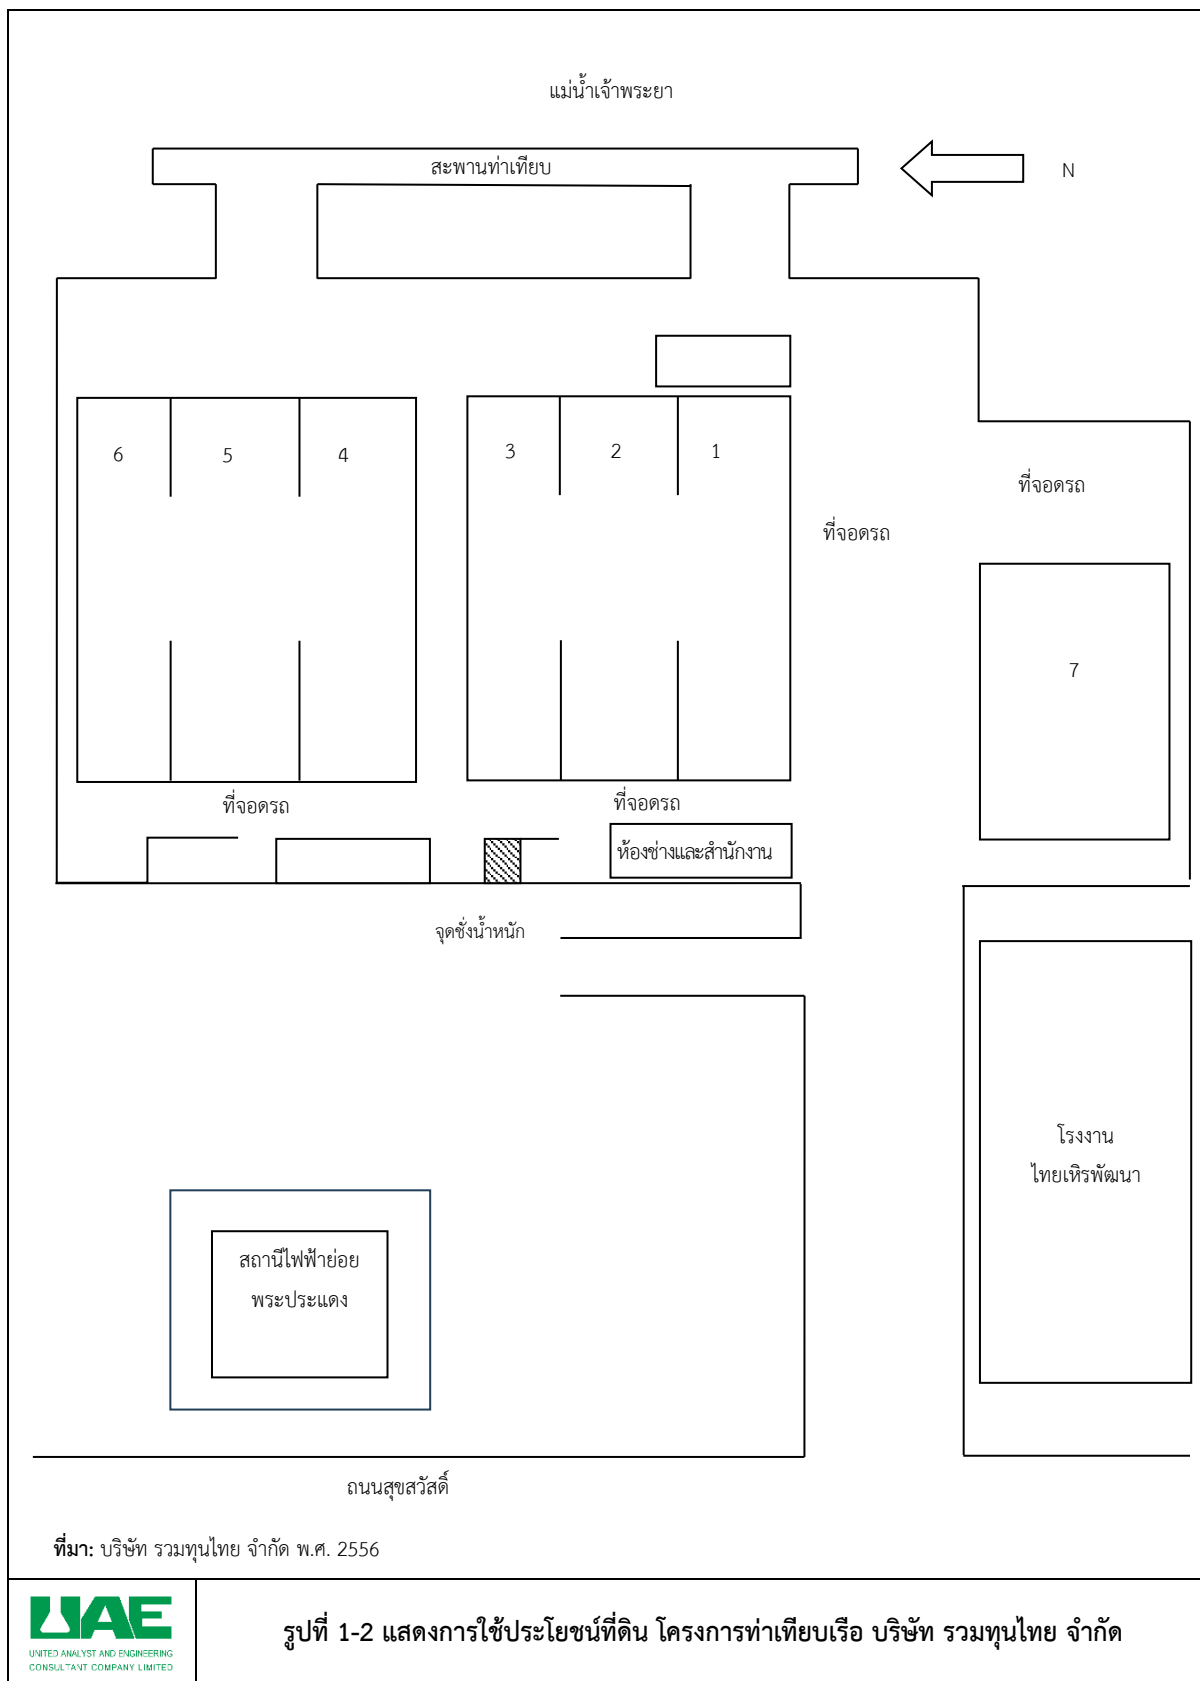 แม่น้ำเจ้าพระยา
สะพานท่าเทียบ
N
6
5
4
3
2
1
ที่จอดรถ
ที่จอดรถ
7
ที่จอดรถ
ที่จอดรถ
ห้องช่างและสำนักงาน
จุดชั่งน้ำหนัก
โรงงาน
ไทยเหิรพัฒนา
สถานีไฟฟ้าย่อย
พระประแดง
ถนนสุขสวัสดิ์
ที่มา: บริษัท รวมทุนไทย จำกัด พ.ศ. 2556
UAE
UNITED ANALYST AND ENGINEERING
CONSULTANT COMPANY LIMITED
รูปที่ 1-2 แสดงการใช้ประโยชน์ที่ดิน โครงการท่าเทียบเรือ บริษัท รวมทุนไทย จำกัด